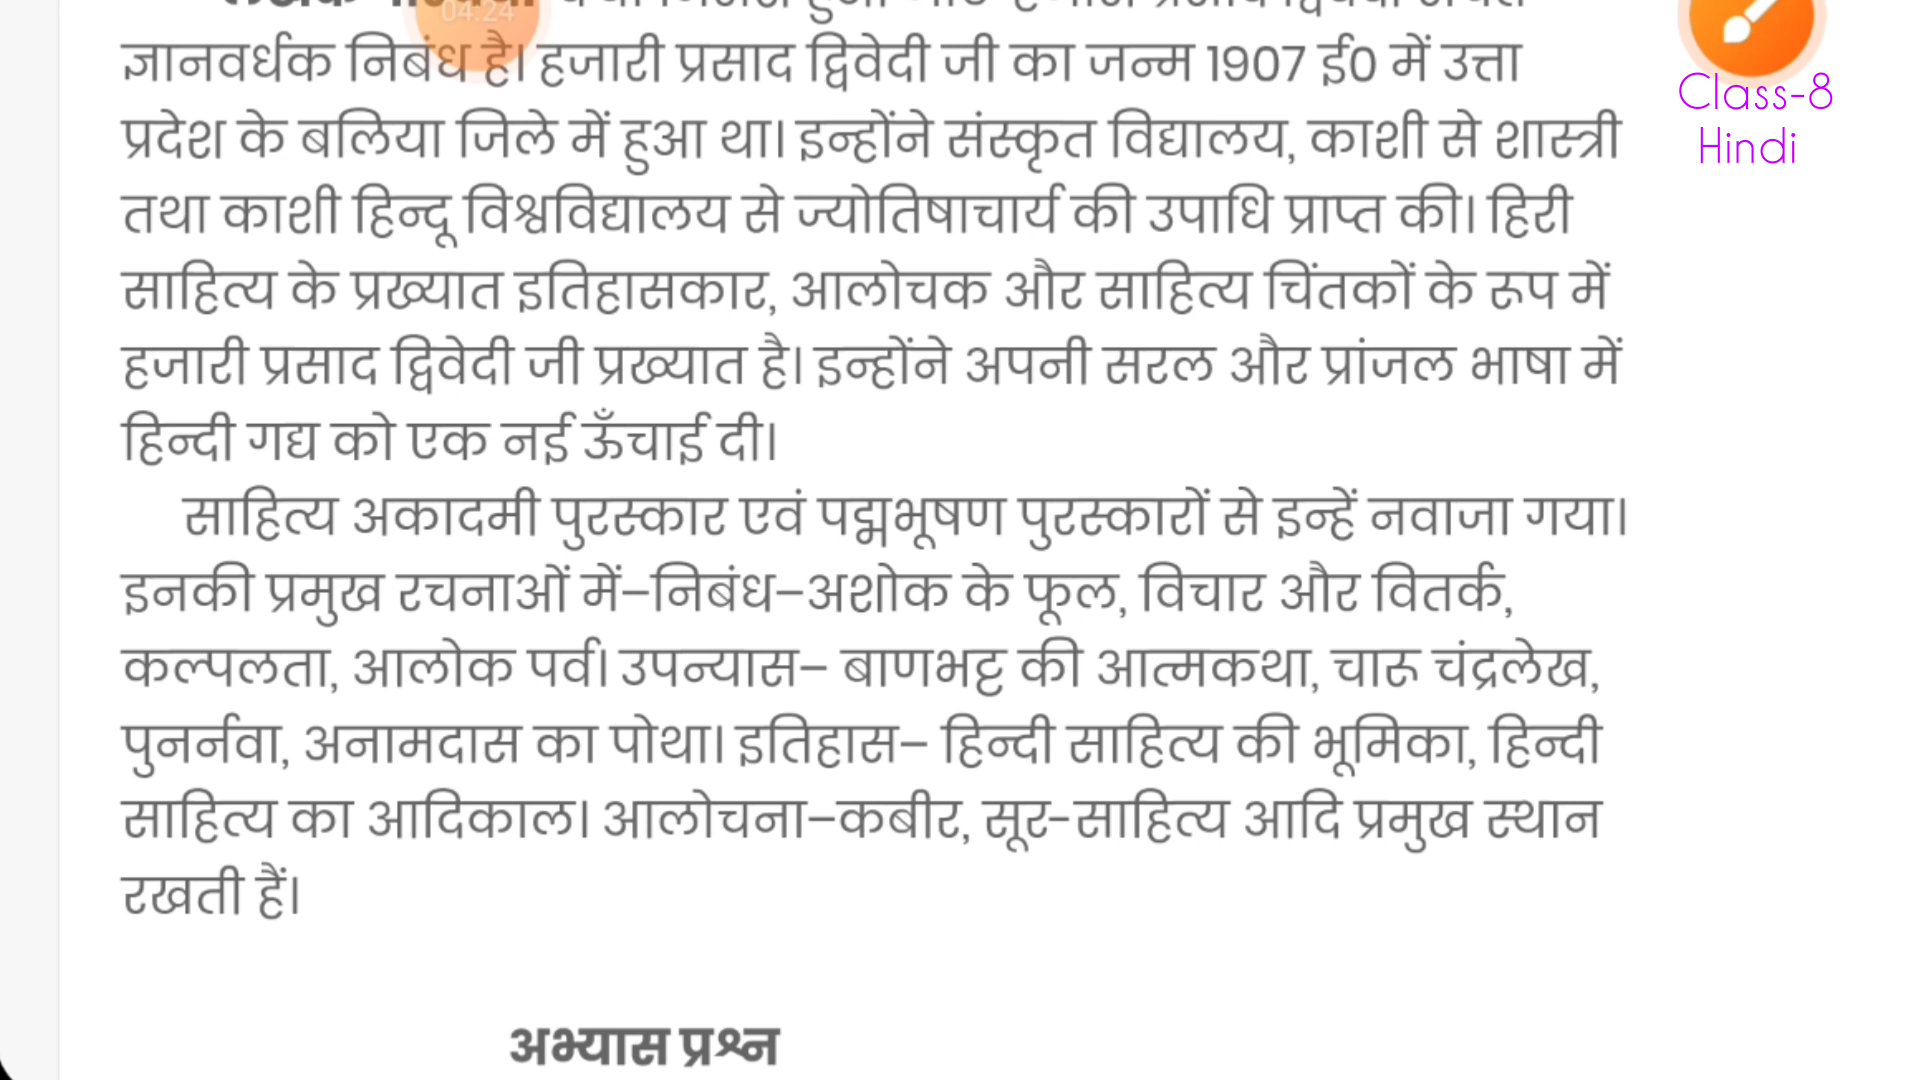 ज्ञानवर्धक निबंध है। हजारी प्रसाद द्विवेदी जी का जन्म 1907 ई0 में उत्ता
प्रदेश के बलिया जिले में हुआ था। इन्होंने संस्कृत विद्यालय, काशी से शास्त्री
तथा काशी हिन्दू विश्वविद्यालय से ज्योतिषाचार्य की उपाधि प्राप्त की। हिरी
साहित्य के प्रख्यात इतिहासकार, आलोचक और साहित्य चिंतकों के रूप में
हजारी प्रसाद द्विवेदी जी प्रख्यात है। इन्होंने अपनी सरल और प्रांजल भाषा में
हिन्दी गद्य को एक नई ऊँचाई दी।
साहित्य अकादमी पुरस्कार एवं पद्मभूषण पुरस्कारों से इन्हें नवाजा गया।
इनकी प्रमुख रचनाओं में–निबंध–अशोक के फूल, विचार और वितर्क,
कल्पलता, आलोक पर्व। उपन्यास– बाणभट्ट की आत्मकथा, चारू चंद्रलेख,
पुनर्नवा, अनामदास का पोथा। इतिहास– हिन्दी साहित्य की भूमिका, हिन्दी
साहित्य का आदिकाल। आलोचना–कबीर, सूर-साहित्य आदि प्रमुख स्थान
रखती हैं।
अभ्यास प्रश्न
04:24
Class-8
Hindi